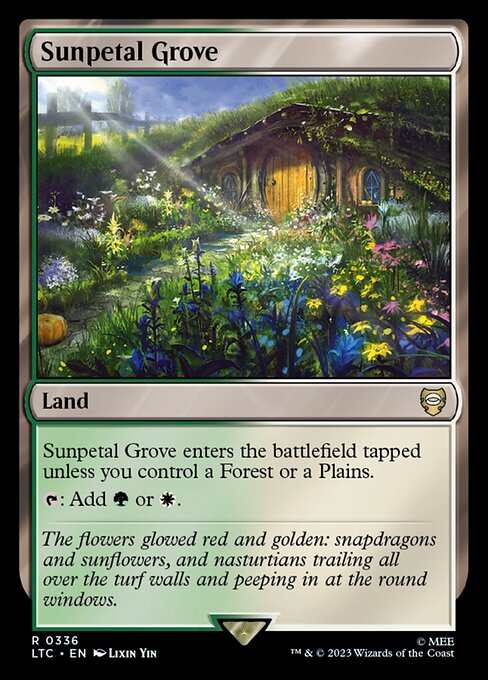 Sunpetal Grove
Land
Sunpetal Grove enters the battlefield tapped
unless you control a Forest or a Plains.
: Add or .
The flowers glowed red and golden: snapdragons
and sunflowers, and nasturtians trailing all
over the turf walls and peeping in at the round
windows.
R 0336
LTC • EN Lixin Yin
© MEE
™ & © 2023 Wizards of the Coast